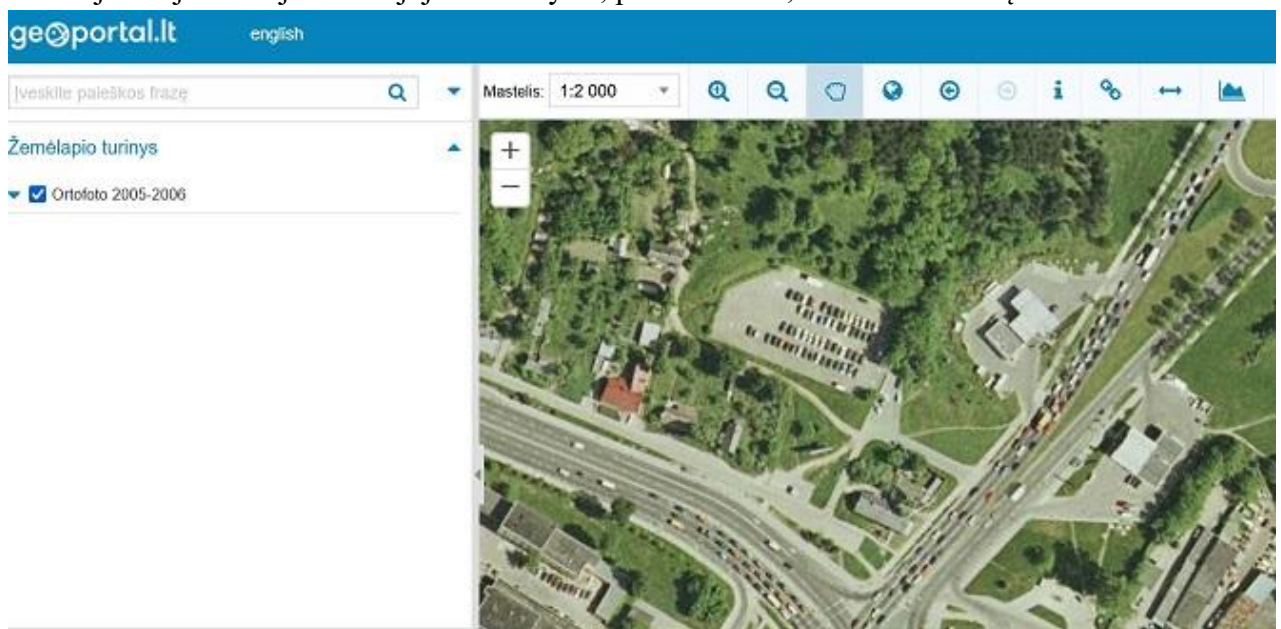 geoportal.lt english
Įveskite paieškos frazę
Mastelis: 1:2 000
Žemėlapio turinys
Ortofoto 2005-2006